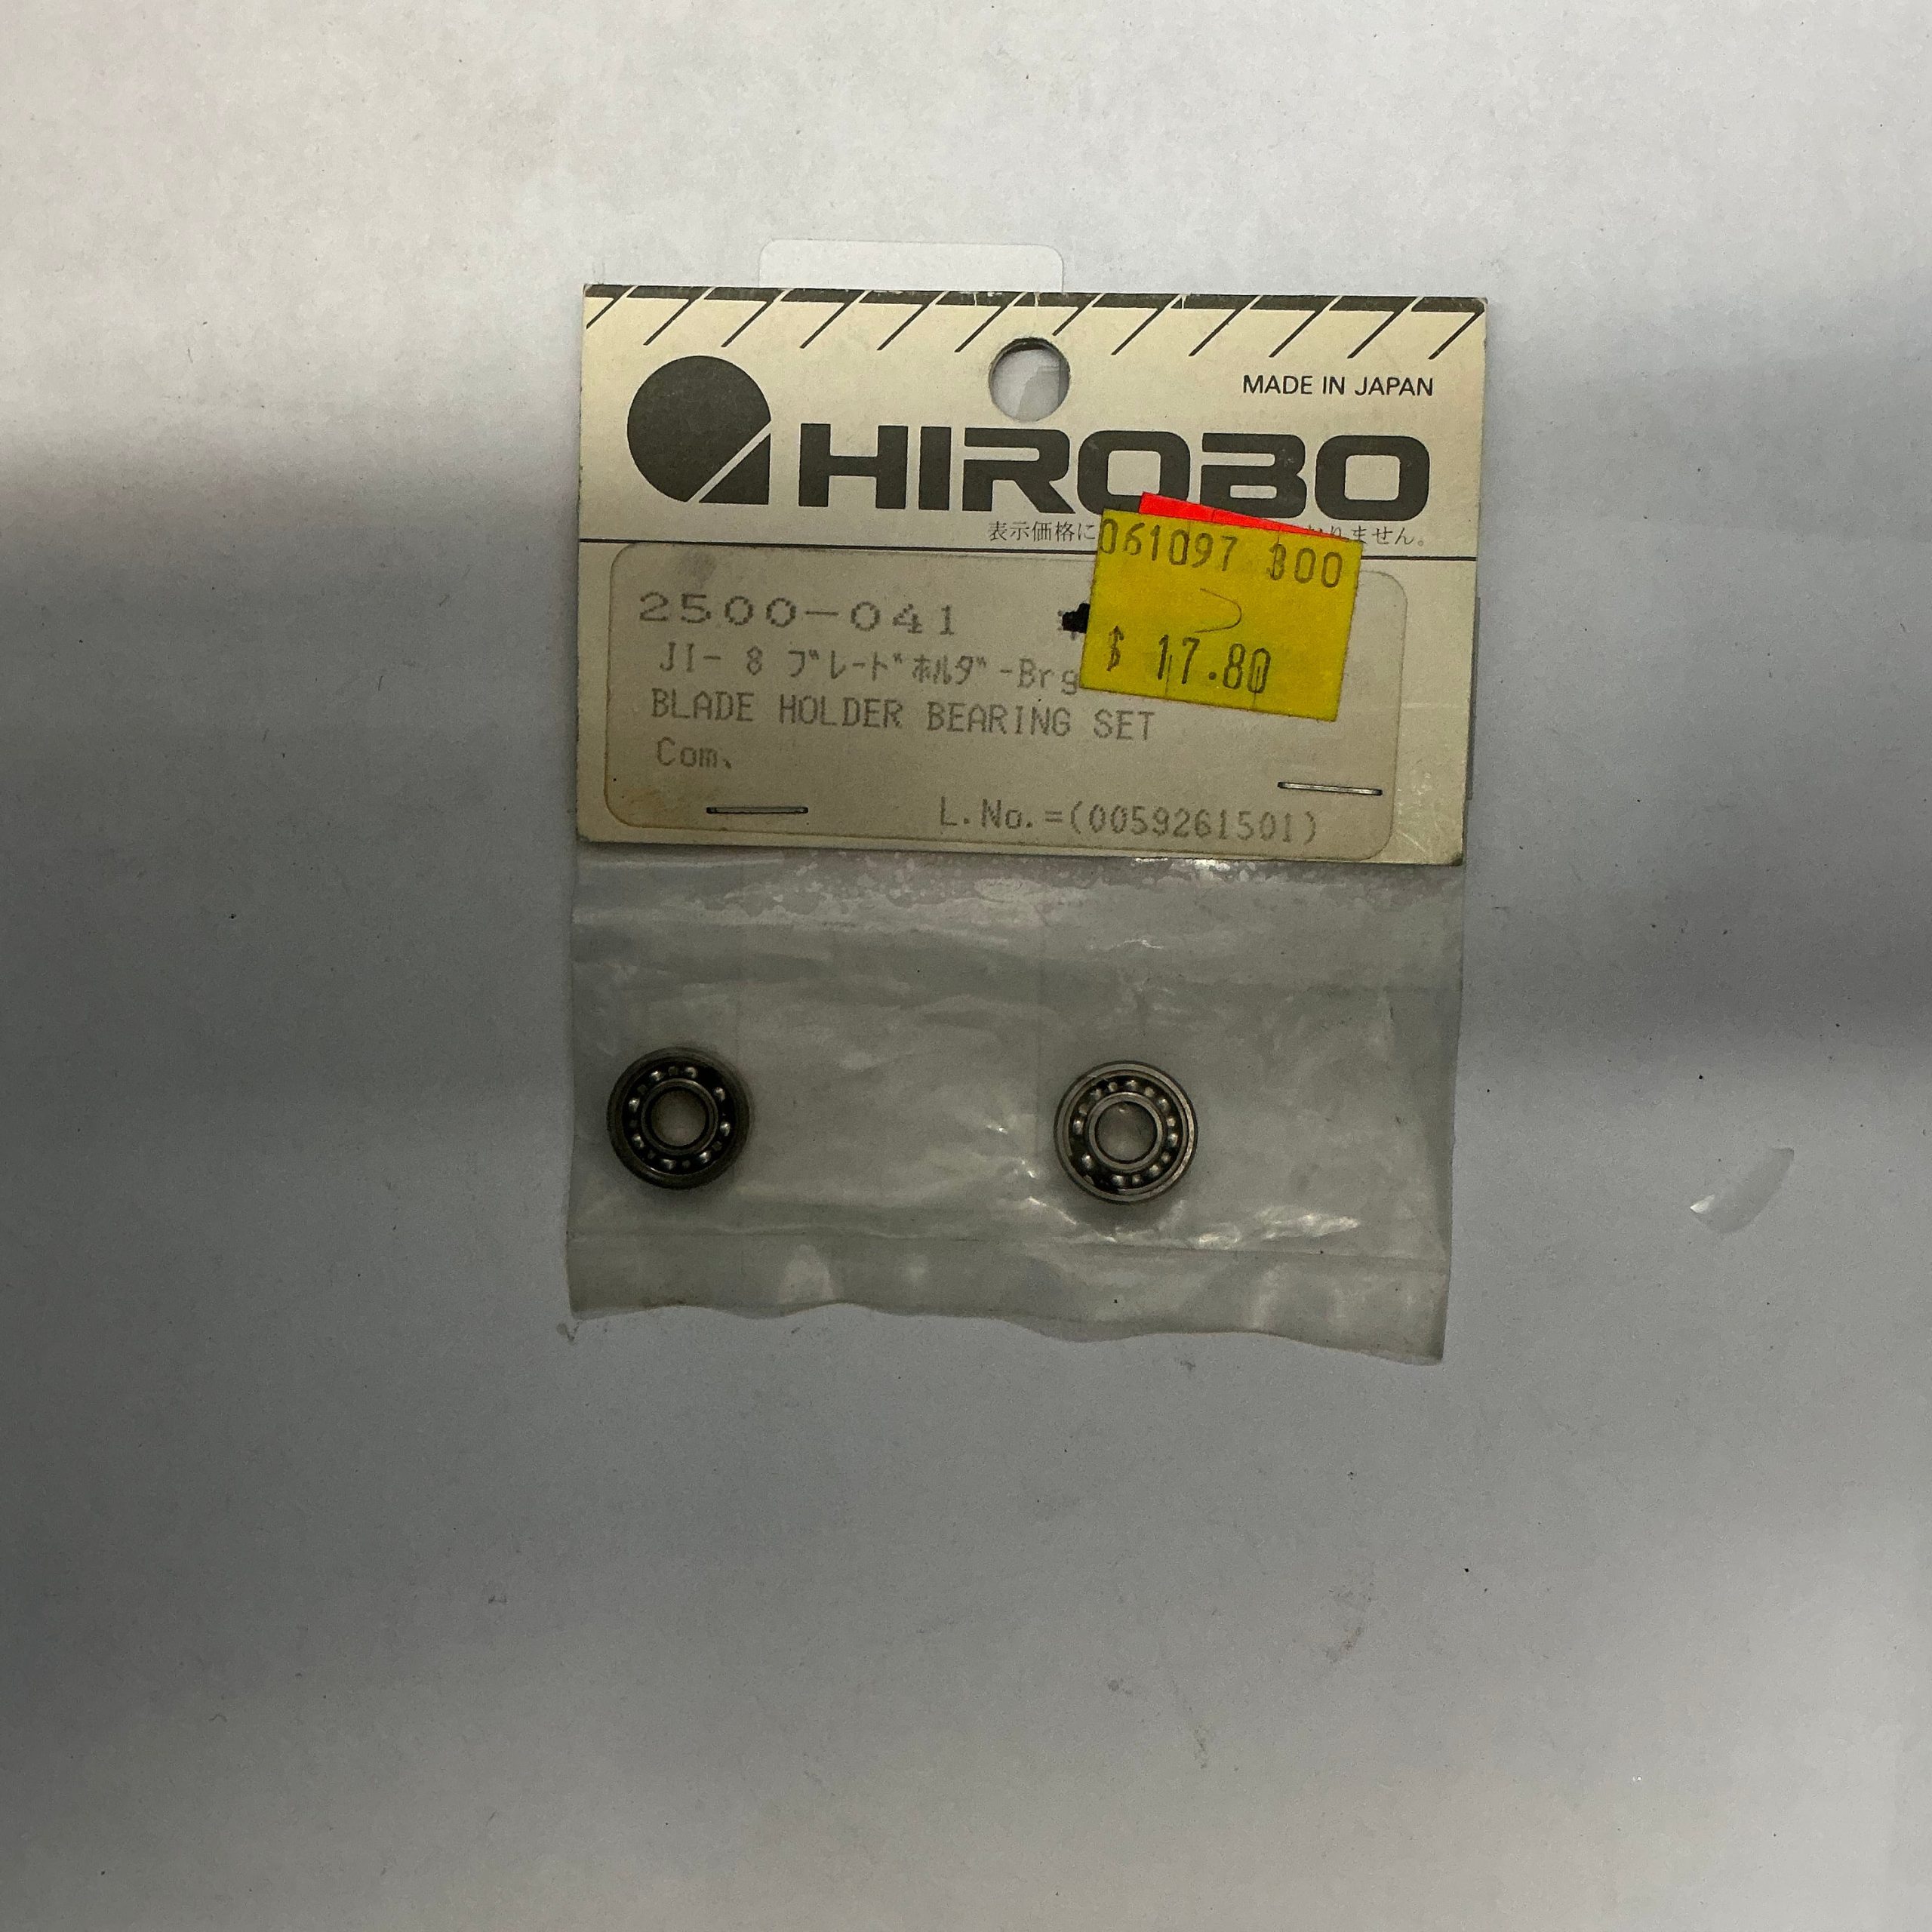 MADE IN JAPAN
HIROBO
表示価格に りません。
061097 300
2500-041
$ 17.80
JI- 8 ブレードホルダ-Brg
BLADE HOLDER BEARING SET
Com、
L.No.=(0059261501)